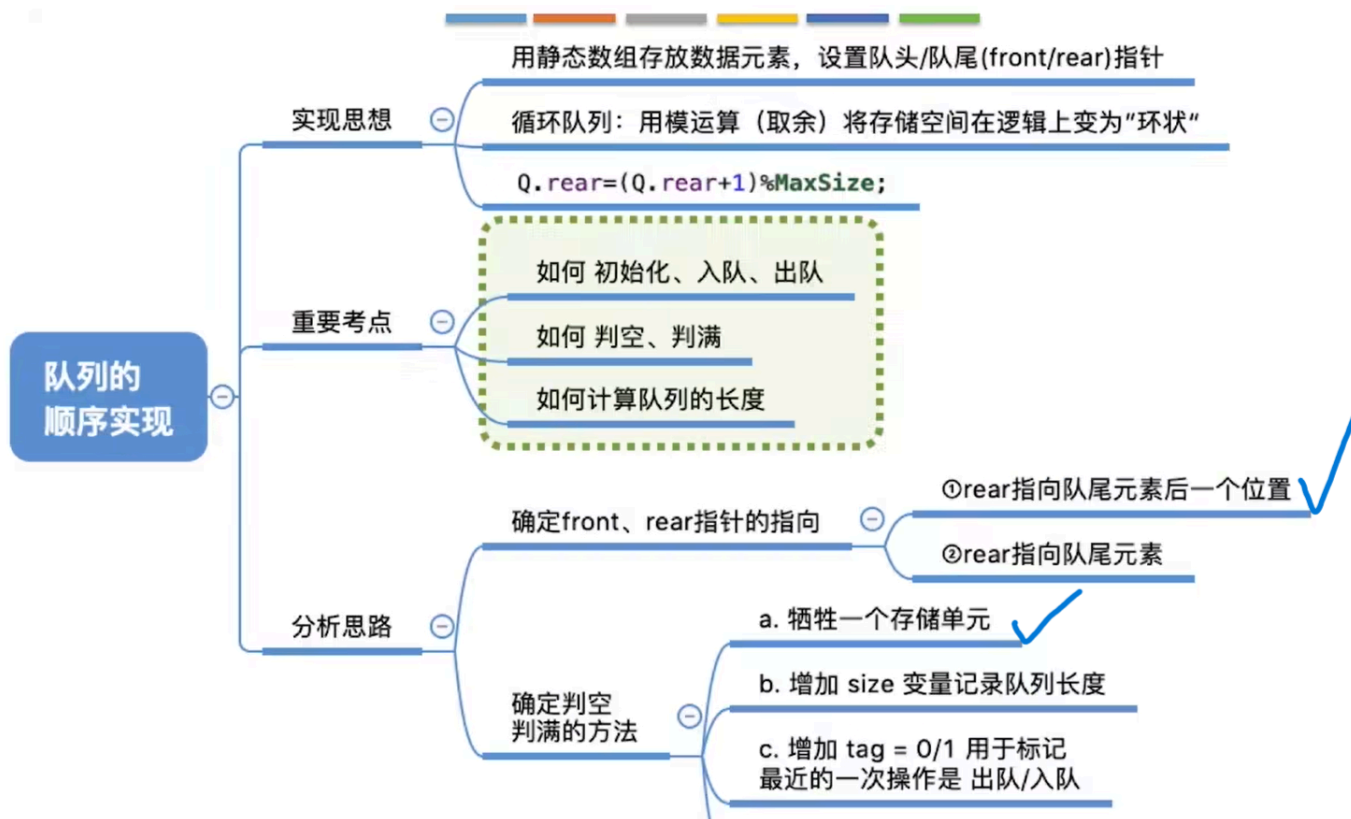 用静态数组存放数据元素，设置队头/队尾(front/rear)指针
实现思想
循环队列：用模运算（取余）将存储空间在逻辑上变为”环状“
Q.rear=(Q.rear+1)%MaxSize;
如何 初始化、入队、出队
重要考点
如何 判空、判满
如何计算队列的长度
队列的
顺序实现
①rear指向队尾元素后一个位置
确定front、rear指针的指向
②rear指向队尾元素
分析思路
a. 牺牲一个存储单元
确定判空
判满的方法
b. 增加 size 变量记录队列长度
c. 增加 tag = 0/1 用于标记
最近的一次操作是 出队/入队